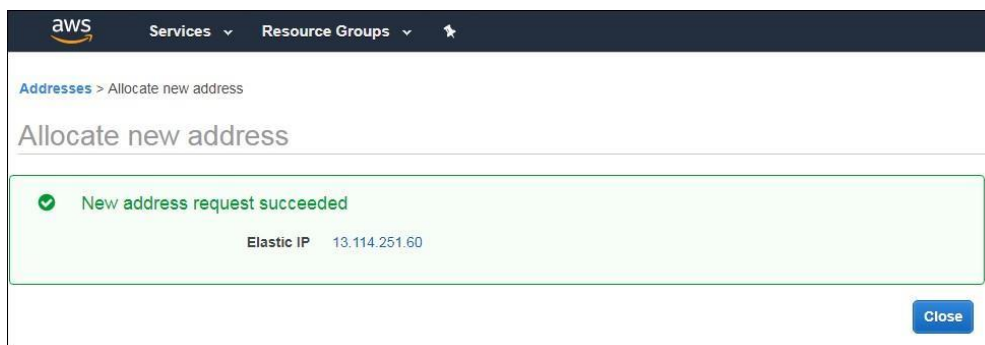 aws Services Resource Groups
Addresses > Allocate new address
Allocate new address
New address request succeeded
Elastic IP 13.114.251.60
Close